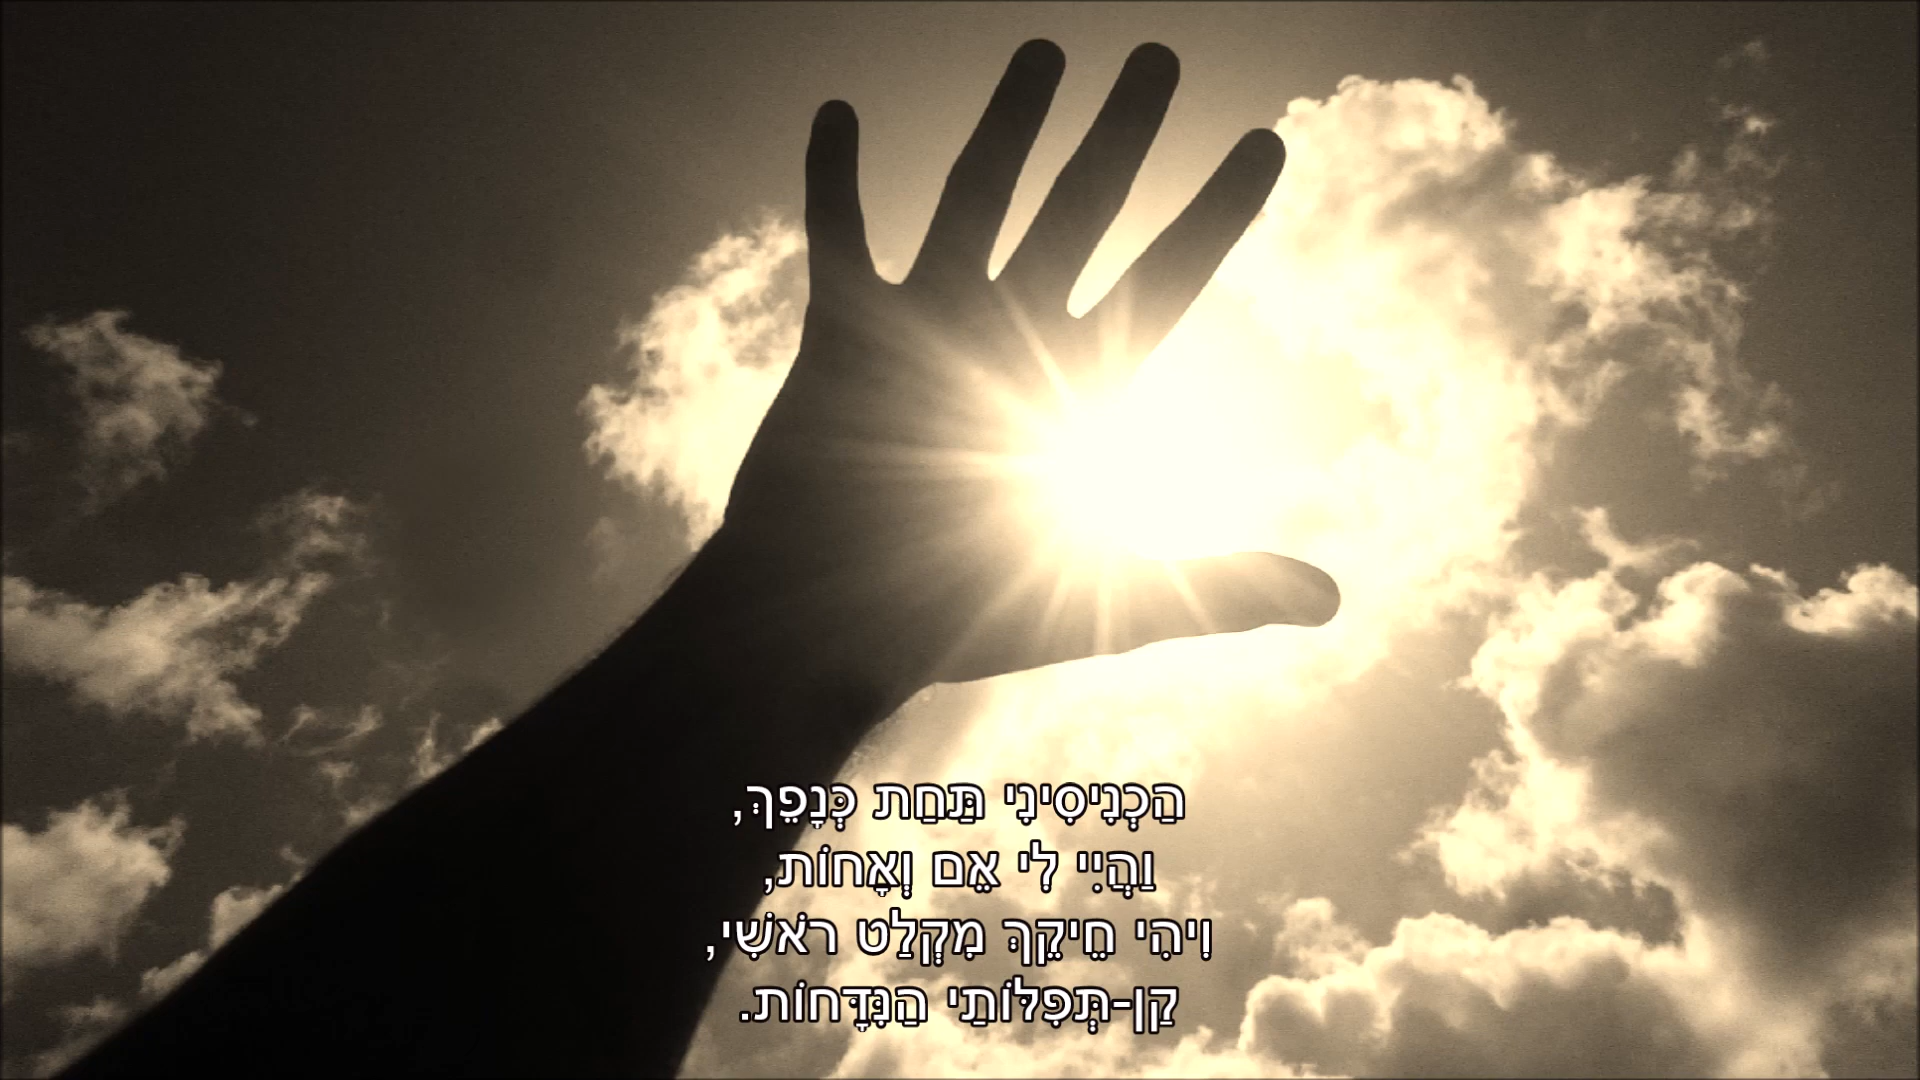 הַכְנִיסִינִי תַּחַת כְּנָפֵךְ,
וַהֲיִי לִי אֵם וְאָחוֹת,
וִיהִי חֵיקֵךְ מִקְלַט רֹאשִׁי,
קַן-תְּפִלּוֹתַי הַנִּדָּחוֹת.